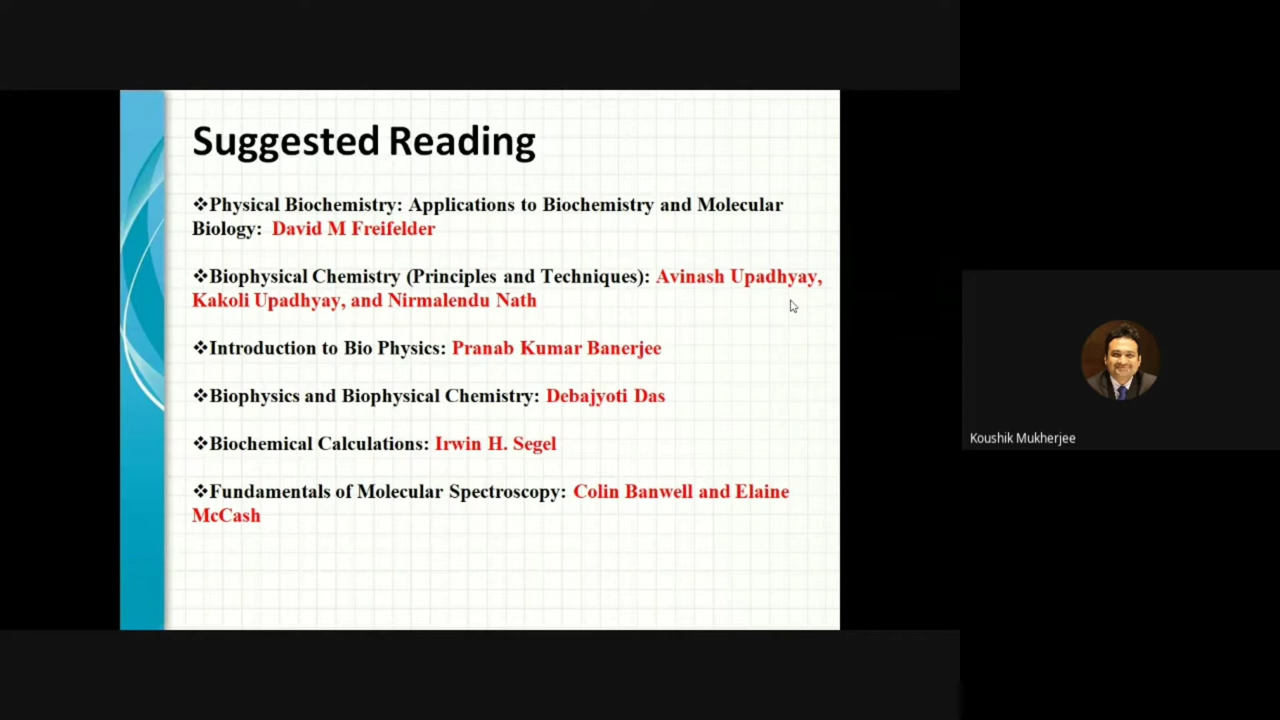 Suggested Reading
❖Physical Biochemistry: Applications to Biochemistry and Molecular
Biology: David M Freifelder
❖Biophysical Chemistry (Principles and Techniques): Avinash Upadhyay,
Kakoli Upadhyay, and Nirmalendu Nath
❖Introduction to Bio Physics: Pranab Kumar Banerjee
❖Biophysics and Biophysical Chemistry: Debajyoti Das
❖Biochemical Calculations: Irwin H. Segel
❖Fundamentals of Molecular Spectroscopy: Colin Banwell and Elaine
McCash
Koushik Mukherjee